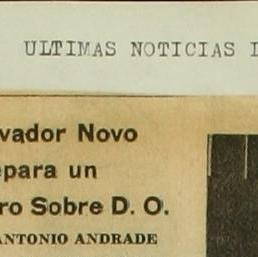 ULTIMAS NOTICIAS
vador Novo
epara un
ro Sobre D. O.
ANTONIO ANDRADE